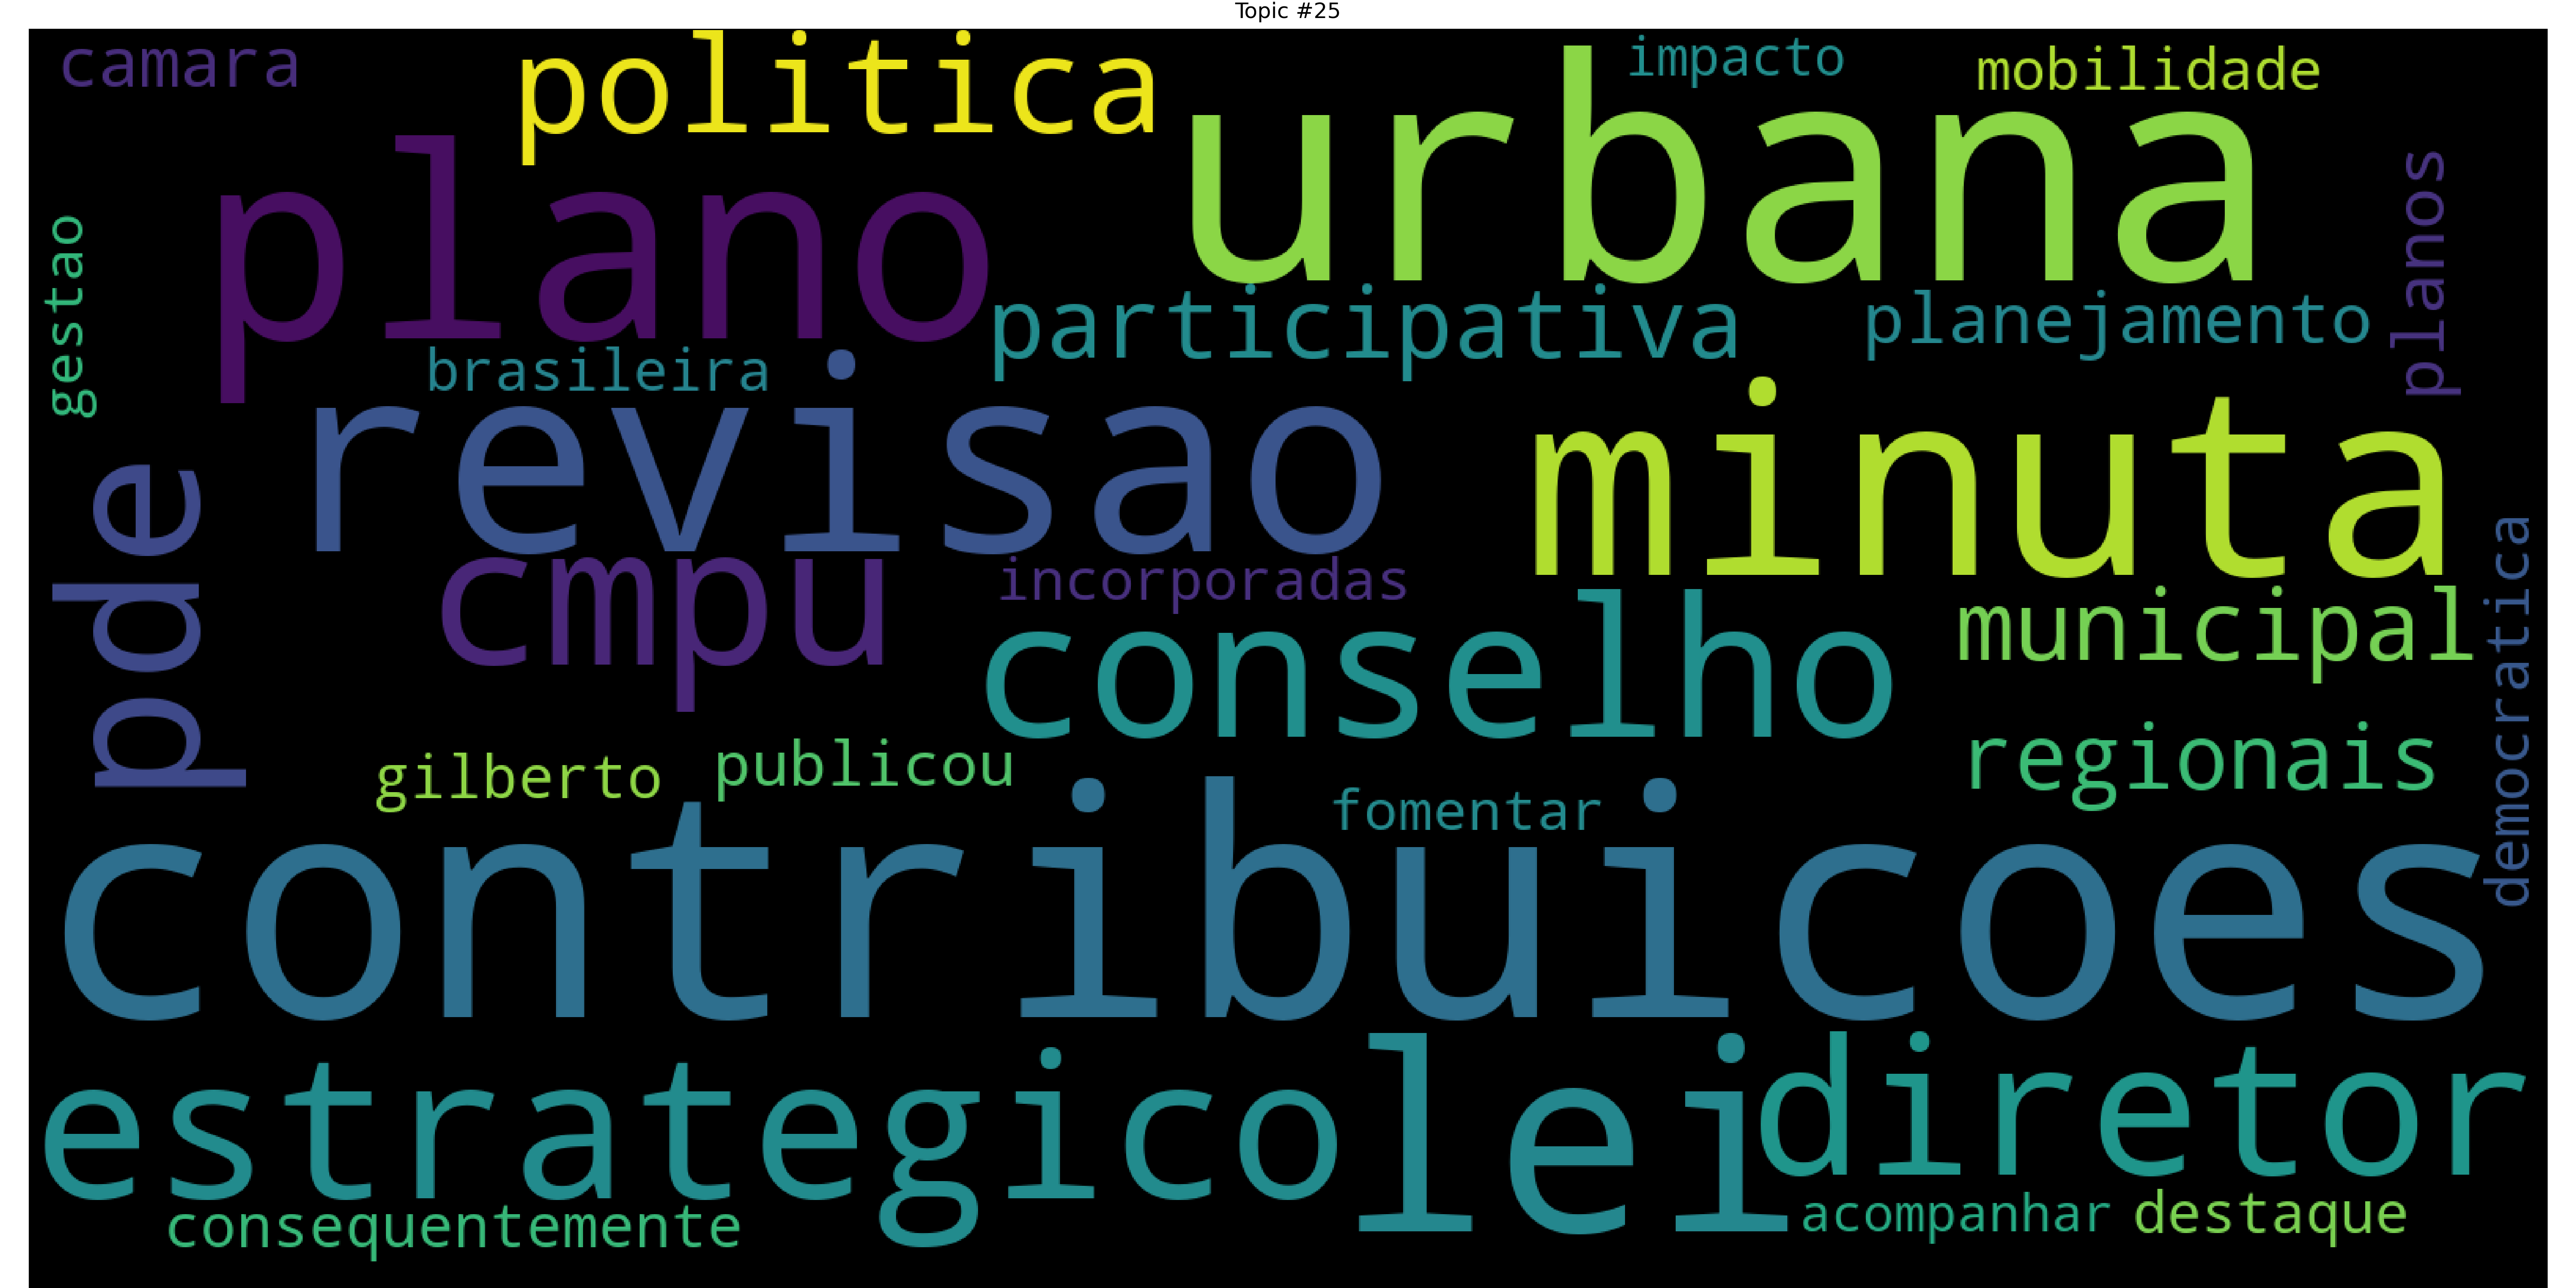 Topic #25
camara
politica
urbana
impacto
mobilidade
plano
gestao
planos
participativa
planejamento
brasileira
revisao
minuta
pde
cmpu
incorporadas
conselho
municipal
democratica
regionais
gilberto
publicou
fomentar
contribuicoes
estrategico
lei
diretor
consequentemente
acompanhar
destaque